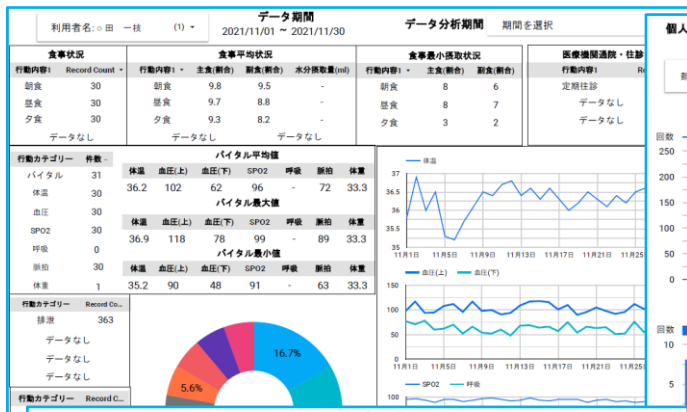 データ期間
利用者名: ○田 一枝 (1)
2021/11/01 ~ 2021/11/30
データ分析期間 期間を選択
個人
食事状況
行動内容1 Record Count
朝食 30
昼食 30
夕食 30
データなし
食事平均状況
行動内容1 主食(割合) 副食(割合) 水分摂取量(ml)
朝食 9.8 9.5 -
昼食 9.7 8.8 -
夕食 9.3 8.2 -
データなし データなし
食事最小摂取状況
行動内容1 主食(割合) 副食(割合)
朝食 8 6
昼食 8 7
夕食 3 2
医療機関通院・往診
行動内容1
定期往診
データなし
データなし
行動カテゴリー 件数
バイタル 31
体温 30
血圧 30
SPO2 30
呼吸 0
脈拍 30
体重 1
バイタル平均値
体温 血圧(上) 血圧(下) SPO2 呼吸 脈拍 体重
36.2 102 62 96 - 72 33.3
バイタル最大値
体温 血圧(上) 血圧(下) SPO2 呼吸 脈拍 体重
36.9 118 78 99 - 89 33.3
バイタル最小値
体温 血圧(上) 血圧(下) SPO2 呼吸 脈拍 体重
35.2 90 48 91 - 63 33.3
体温
37
36.5
36
35.5
35
11月1日 11月5日 11月9日 11月13日 11月17日 11月21日 11月25
血圧(上) 血圧(下)
150
100
50
0
11月1日 11月5日 11月9日 11月13日 11月17日 11月21日 11月25
SPO2 呼吸
100
回数
250
200
150
100
50
0
回数
10
8
行動カテゴリー Record Co...
排泄 363
データなし
データなし
データなし
行動カテゴリー Record C...
16.7%
5.6%